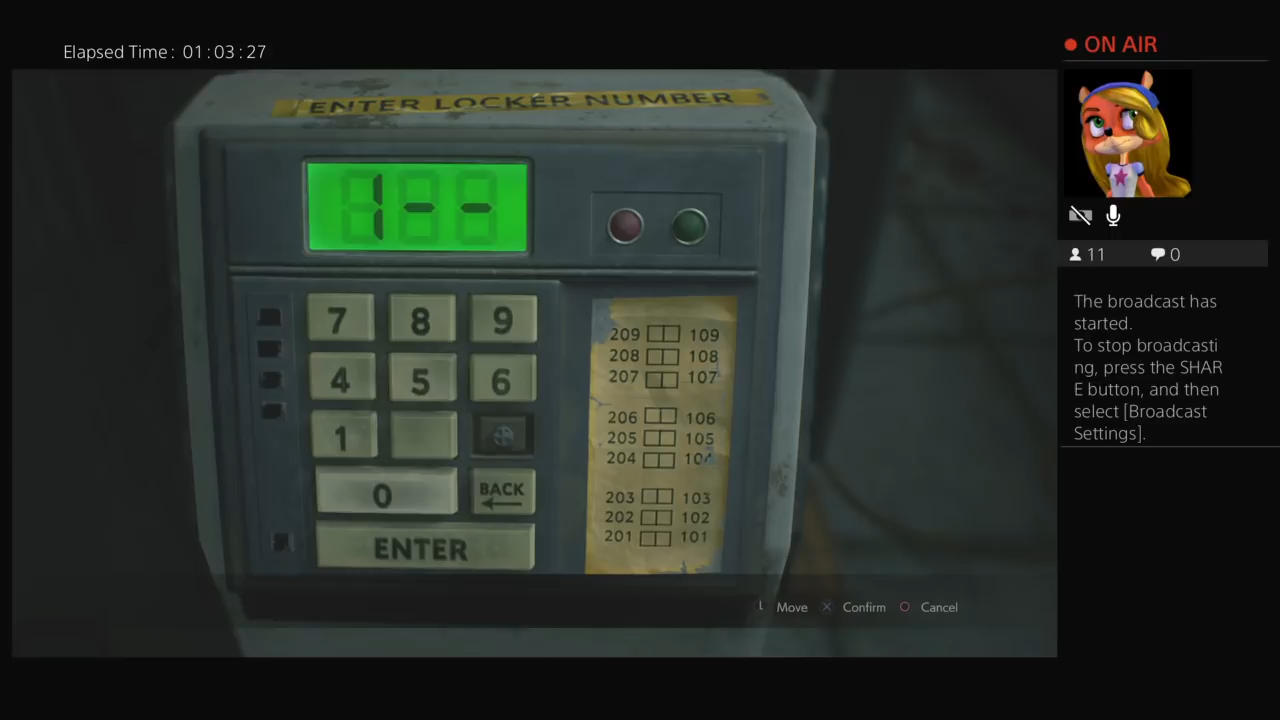 Elapsed Time: 01:03:27
ON AIR
ENTER LOCKER NUMBER
1--
7 8 9
4 5 6
1
0 BACK
ENTER
209 109
208 108
207 107
206 106
205 105
204 104
203 103
202 102
201 101
L Move Confirm Cancel
11 0
The broadcast has
started.
To stop broadcasti
ng, press the SHAR
E button, and then
select [Broadcast
Settings].